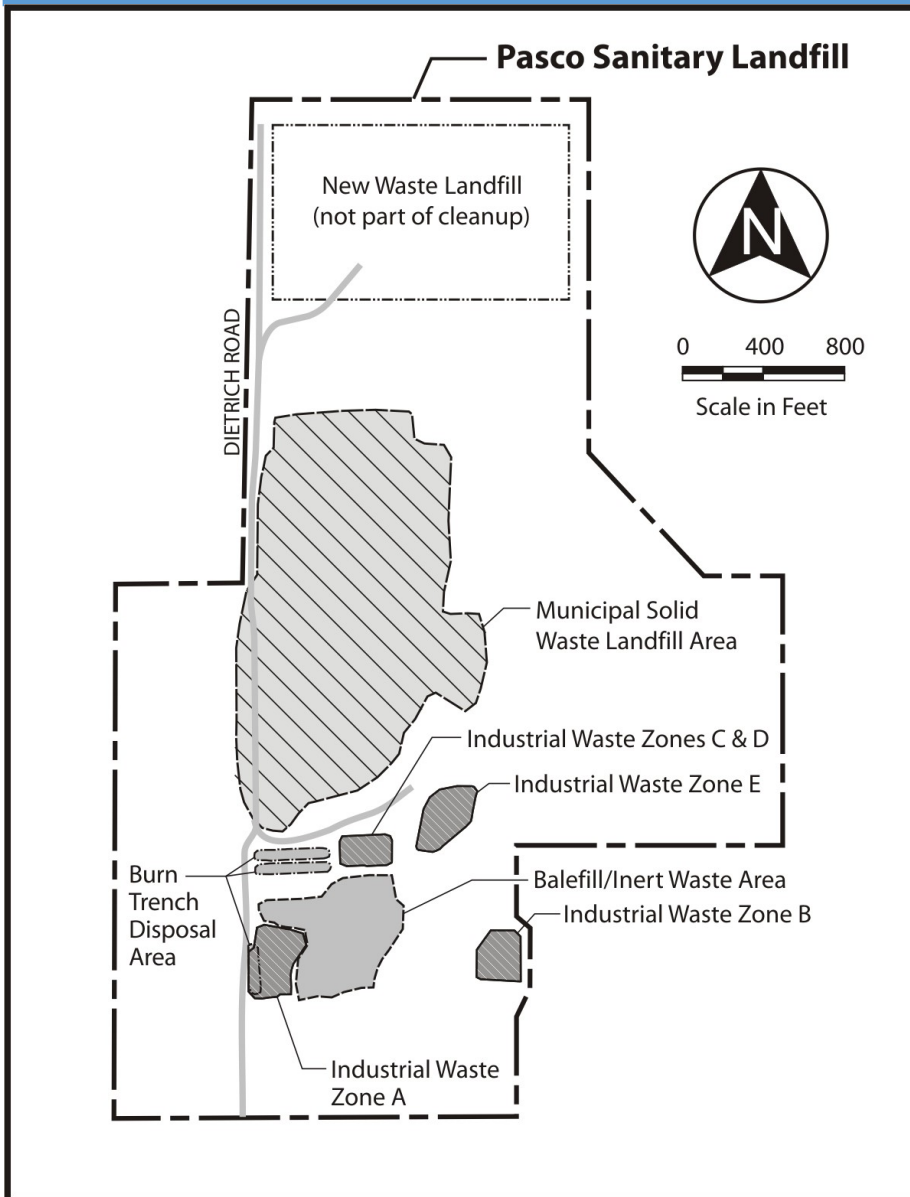 Pasco Sanitary Landfill
New Waste Landfill
(not part of cleanup)
N
DIETRICH ROAD
0 400 800
Scale in Feet
Municipal Solid
Waste Landfill Area
Industrial Waste Zones C & D
Industrial Waste Zone E
Burn
Trench
Disposal
Area
Balefill/Inert Waste Area
Industrial Waste Zone B
Industrial Waste
Zone A